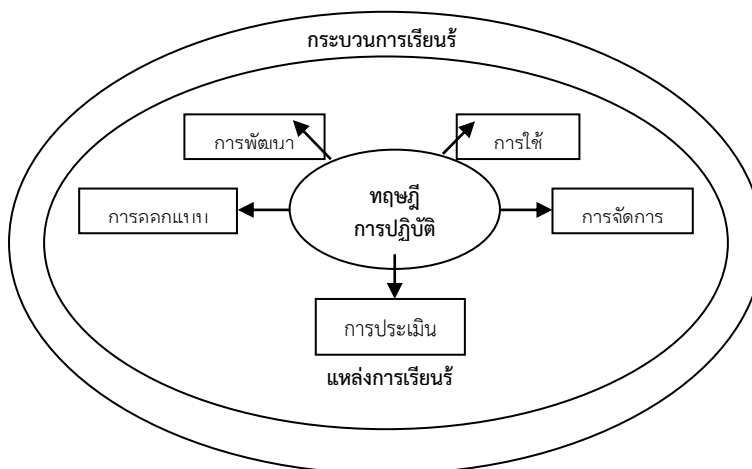 กระบวนการเรียนรู้
การพัฒนา
การใช้
ทฤษฎี
การปฏิบัติ
การออกแบบ
การจัดการ
การประเมิน
แหล่งการเรียนรู้